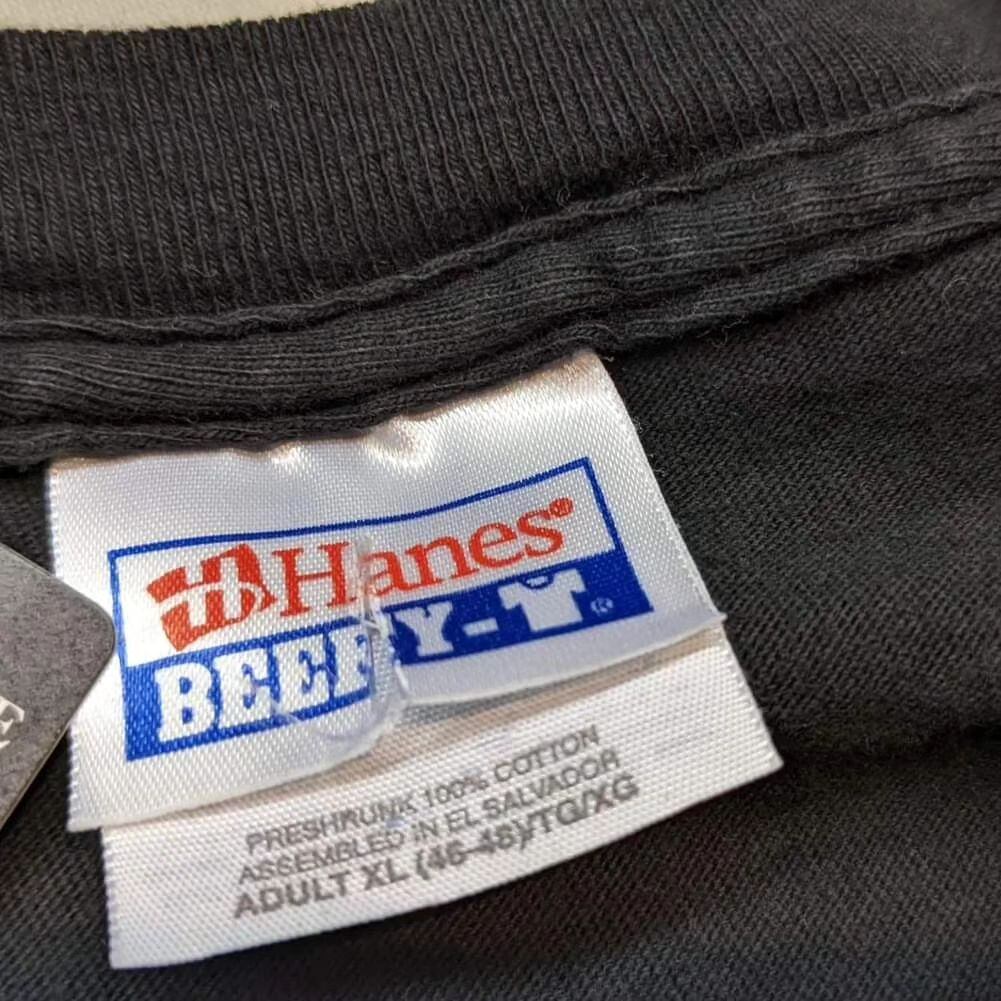 Hanes
BEEFY-T®
PRESHRUNK 100% COTTON
ASSEMBLED IN EL SALVADOR
ADULT XL (46-48)/TG/XG
E